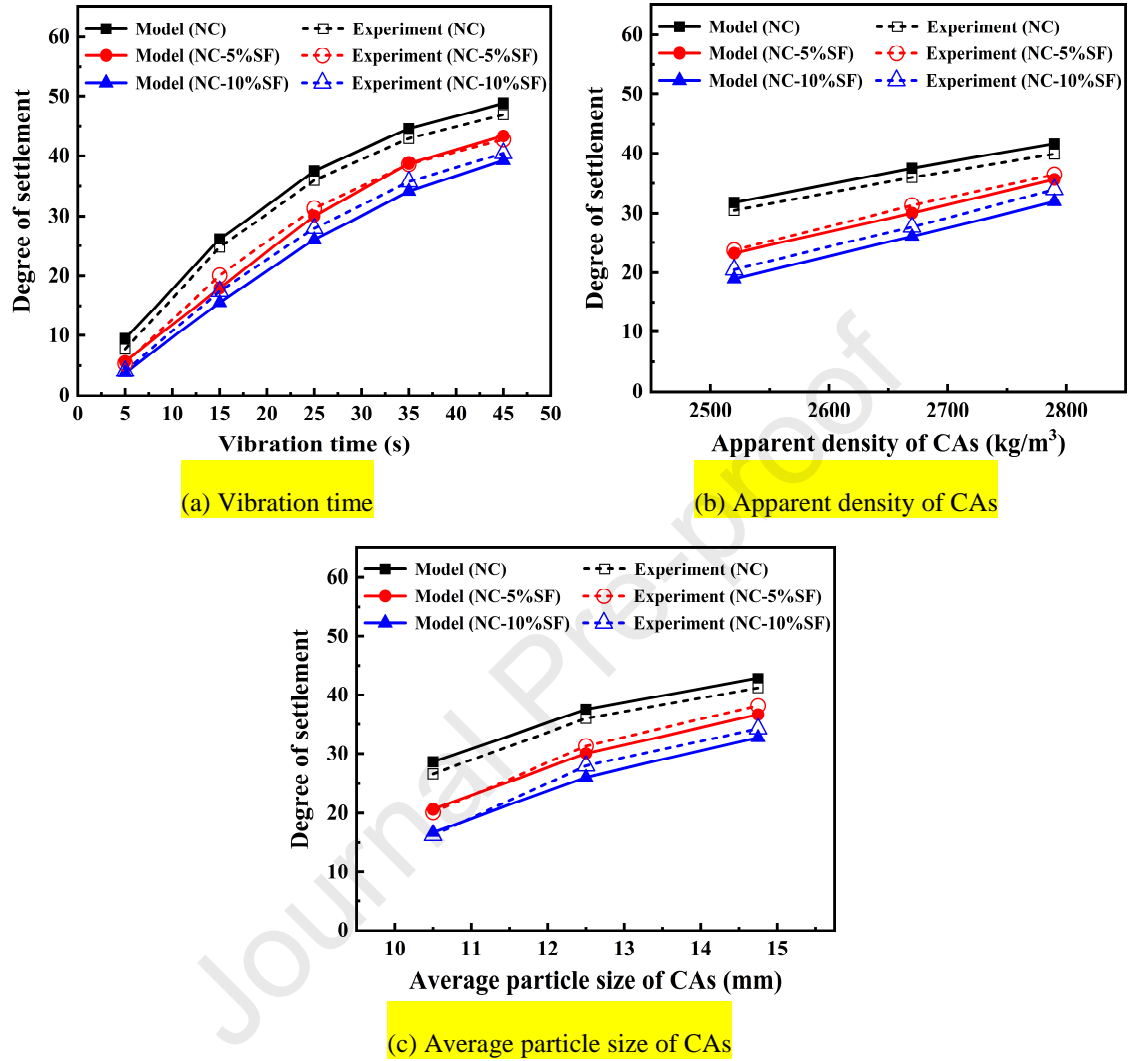 60
50
40
30
20
10
0
Degree of settlement
Model (NC) Experiment (NC)
Model (NC-5%SF) Experiment (NC-5%SF)
Model (NC-10%SF) Experiment (NC-10%SF)
0 5 10 15 20 25 30 35 40 45 50
Vibration time (s)
(a) Vibration time
60
50
40
30
20
10
0
Degree of settlement
Model (NC) Experiment (NC)
Model (NC-5%SF) Experiment (NC-5%SF)
Model (NC-10%SF) Experiment (NC-10%SF)
2500 2600 2700 2800
Apparent density of CAs (kg/m³)
(b) Apparent density of CAs
60
50
40
30
20
10
0
Degree of settlement
Model (NC) Experiment (NC)
Model (NC-5%SF) Experiment (NC-5%SF)
Model (NC-10%SF) Experiment (NC-10%SF)
10 11 12 13 14 15
Average particle size of CAs (mm)
(c) Average particle size of CAs
Journal Pre-proof